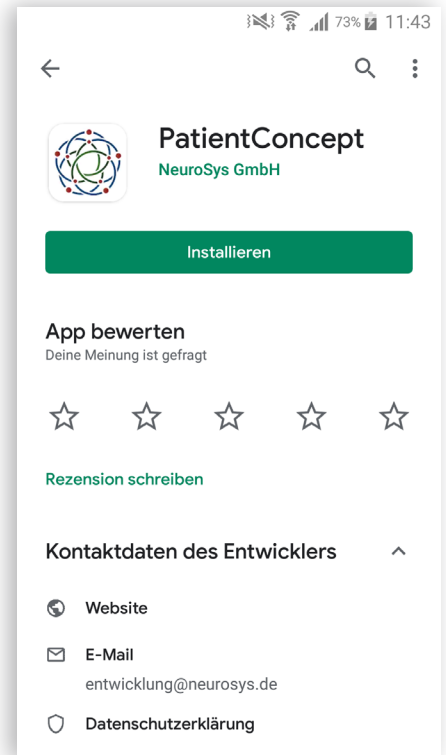 73% 11:43
PatientConcept
NeuroSys GmbH
Installieren
App bewerten
Deine Meinung ist gefragt
Rezension schreiben
Kontaktdaten des Entwicklers
Website
E-Mail
entwicklung@neurosys.de
Datenschutzerklärung